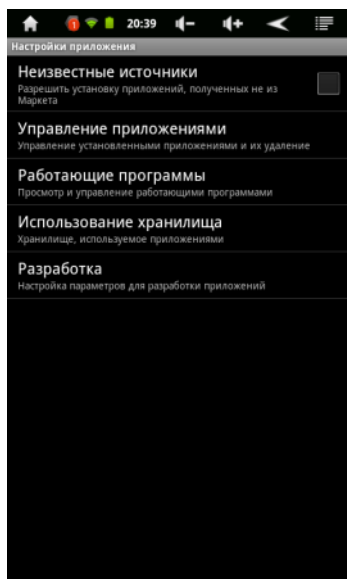 1
20:39
Настройки приложения
Неизвестные источники
Разрешить установку приложений, полученных не из
Маркета
Управление приложениями
Управление установленными приложениями и их удаление
Работающие программы
Просмотр и управление работающими программами
Использование хранилища
Хранилище, используемое приложениями
Разработка
Настройка параметров для разработки приложений